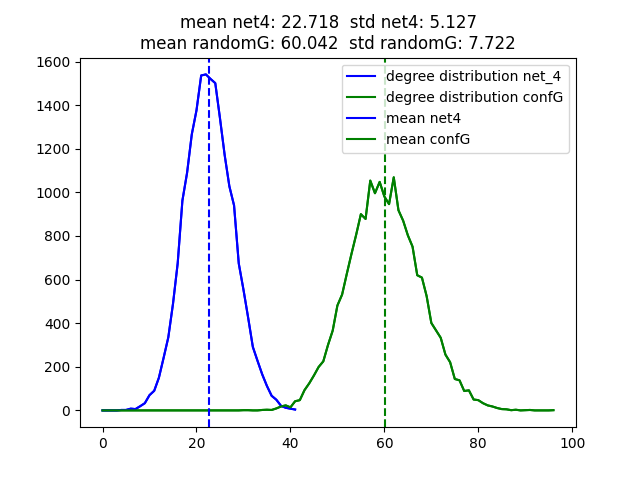 mean net4: 22.718 std net4: 5.127
mean randomG: 60.042 std randomG: 7.722
1600
1400
1200
1000
800
600
400
200
0
degree distribution net_4
degree distribution confG
mean net4
mean confG
0 20 40 60 80 100